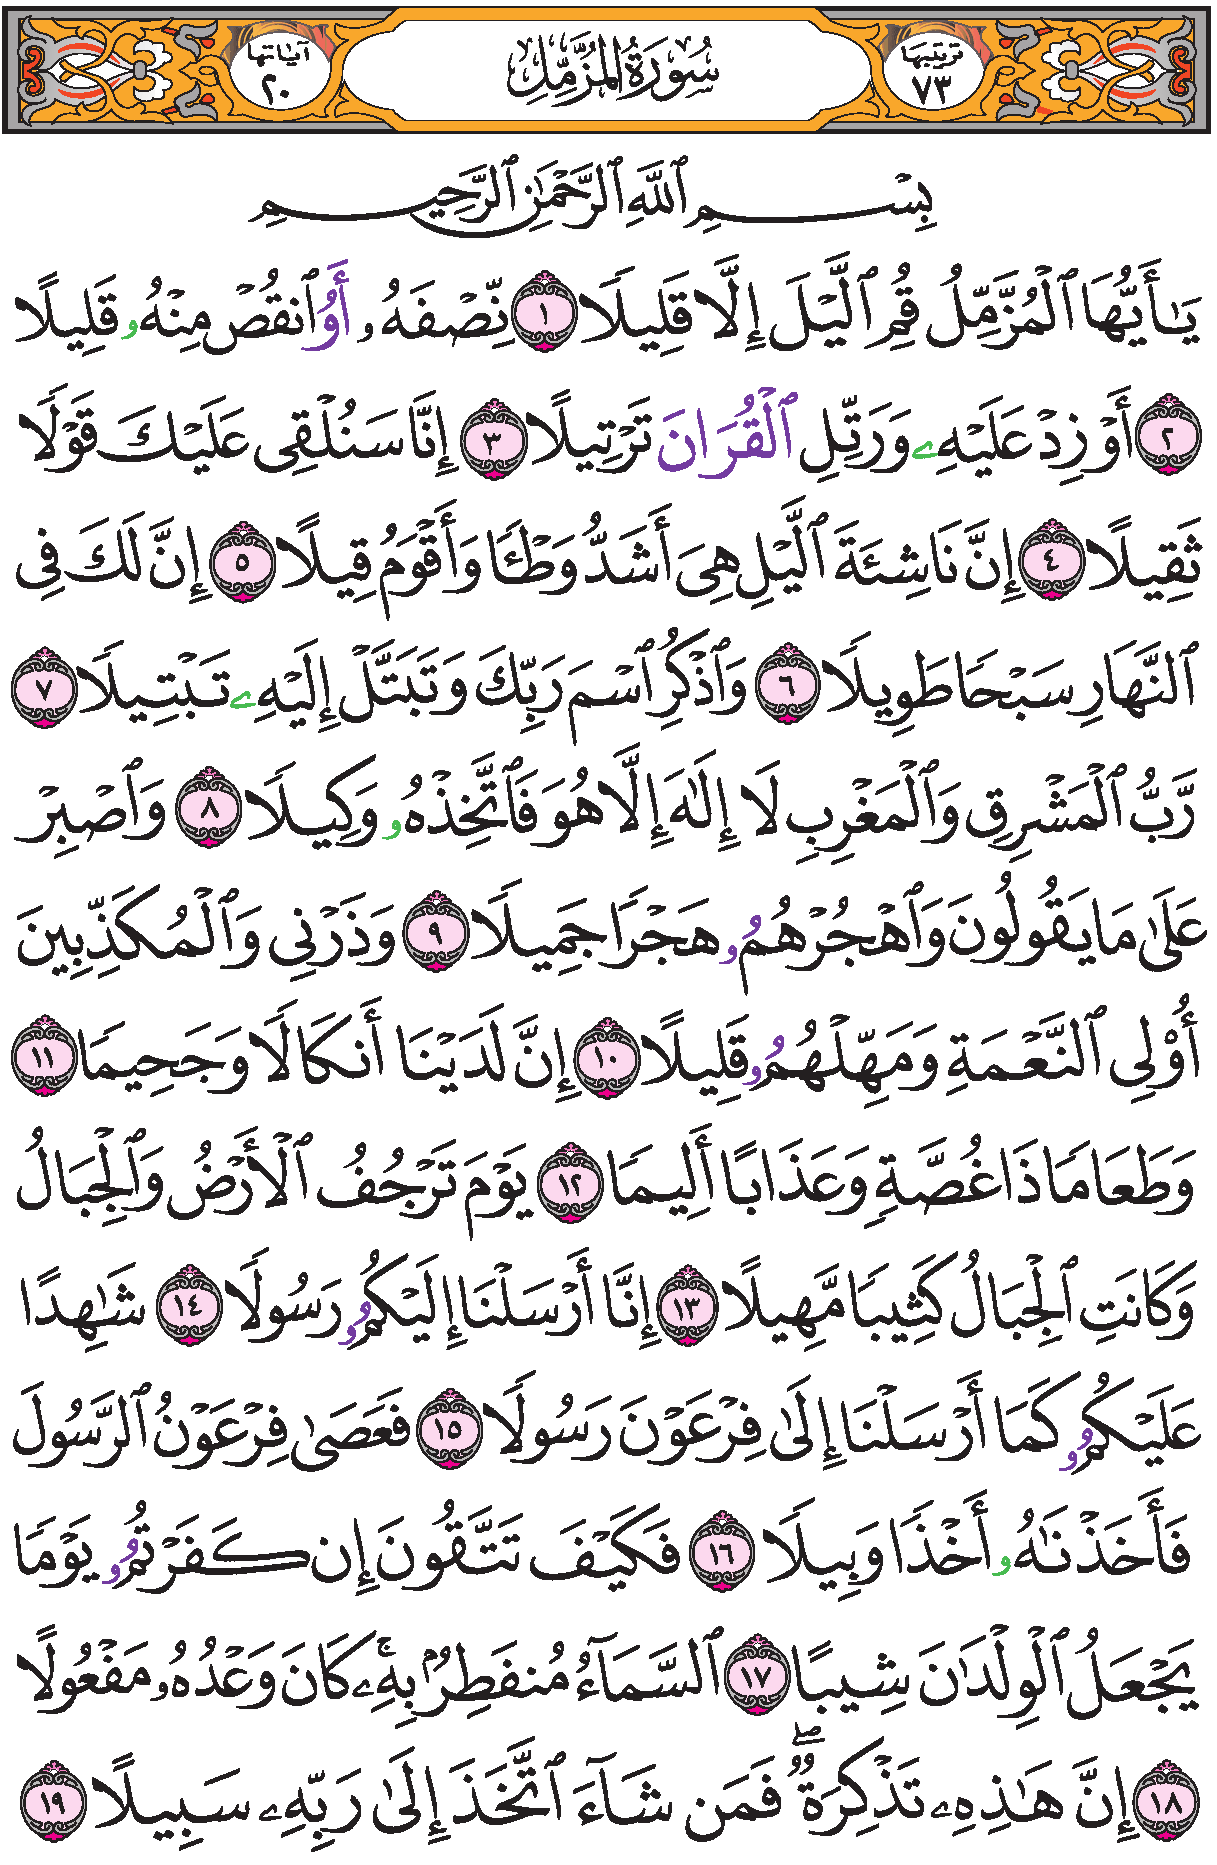 ترتيبها ٧٣ سُورَةُ الْمُزَّمِّلِ آياتها ٢٠
بِسْمِ ٱللَّهِ ٱلرَّحْمَٰنِ ٱلرَّحِيمِ
يَٰأَيُّهَا ٱلْمُزَّمِّلُ قُمِ ٱلَّيْلَ إِلَّا قَلِيلًا ١ نِّصْفَهُۥ أَوُ ٱنقُصْ مِنْهُۥ قَلِيلًا
٢ أَوْ زِدْ عَلَيْهِۦ وَرَتِّلِ ٱلْقُرَانَ تَرْتِيلًا ٣ إِنَّا سَنُلْقِى عَلَيْكَ قَوْلًا
ثَقِيلًا ٤ إِنَّ نَاشِئَةَ ٱلَّيْلِ هِىَ أَشَدُّ وَطْـًٔا وَأَقْوَمُ قِيلًا ٥ إِنَّ لَكَ فِى
ٱلنَّهَارِ سَبْحًا طَوِيلًا ٦ وَٱذْكُرِ ٱسْمَ رَبِّكَ وَتَبَتَّلْ إِلَيْهِۦ تَبْتِيلًا ٧
رَّبُّ ٱلْمَشْرِقِ وَٱلْمَغْرِبِ لَا إِلَٰهَ إِلَّا هُوَ فَٱتَّخِذْهُۥ وَكِيلًا ٨ وَٱصْبِرْ
عَلَىٰ مَا يَقُولُونَ وَٱهْجُرْهُمُۥ هَجْرًا جَمِيلًا ٩ وَذَرْنِى وَٱلْمُكَذِّبِينَ
أُو۟لِى ٱلنَّعْمَةِ وَمَهِّلْهُمُۥ قَلِيلًا ١٠ إِنَّ لَدَيْنَا أَنكَالًا وَجَحِيمًا ١١
وَطَعَامًا ذَا غُصَّةٍ وَعَذَابًا أَلِيمًا ١٢ يَوْمَ تَرْجُفُ ٱلْأَرْضُ وَٱلْجِبَالُ
وَكَانَتِ ٱلْجِبَالُ كَثِيبًا مَّهِيلًا ١٣ إِنَّا أَرْسَلْنَا إِلَيْكُمُۥ رَسُولًا ١٤ شَٰهِدًا
عَلَيْكُمُۥ كَمَا أَرْسَلْنَا إِلَىٰ فِرْعَوْنَ رَسُولًا ١٥ فَعَصَىٰ فِرْعَوْنُ ٱلرَّسُولَ
فَأَخَذْنَٰهُۥ أَخْذًا وَبِيلًا ١٦ فَكَيْفَ تَتَّقُونَ إِن كَفَرْتُمُۥ يَوْمًا
يَجْعَلُ ٱلْوِلْدَٰنَ شِيبًا ١٧ ٱلسَّمَآءُ مُنفَطِرٌۢ بِهِۦۚ كَانَ وَعْدُهُۥ مَفْعُولًا
١٨ إِنَّ هَٰذِهِۦ تَذْكِرَةٌۖ فَمَن شَآءَ ٱتَّخَذَ إِلَىٰ رَبِّهِۦ سَبِيلًا ١٩